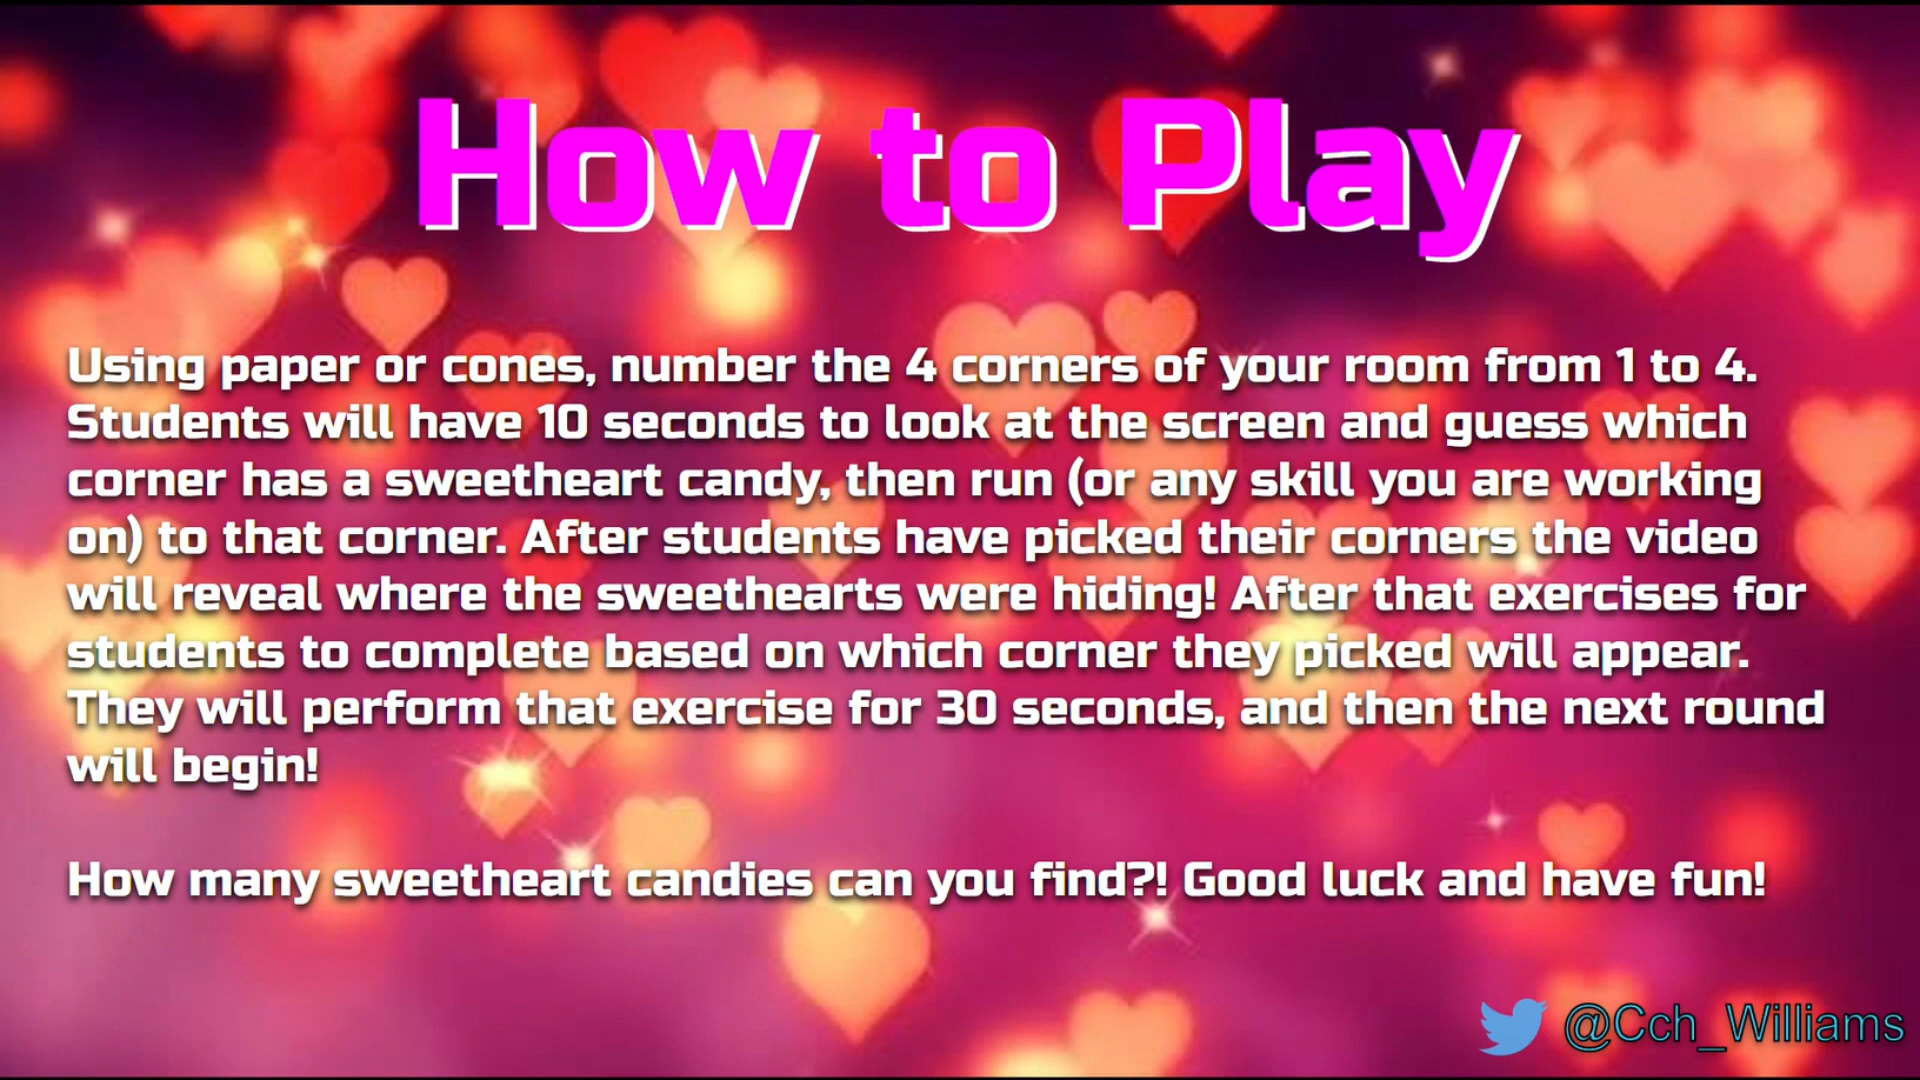 How to Play
Using paper or cones, number the 4 corners of your room from 1 to 4.
Students will have 10 seconds to look at the screen and guess which
corner has a sweetheart candy, then run (or any skill you are working
on) to that corner. After students have picked their corners the video
will reveal where the sweethearts were hiding! After that exercises for
students to complete based on which corner they picked will appear.
They will perform that exercise for 30 seconds, and then the next round
will begin!
How many sweetheart candies can you find?! Good luck and have fun!
@Cch_Williams